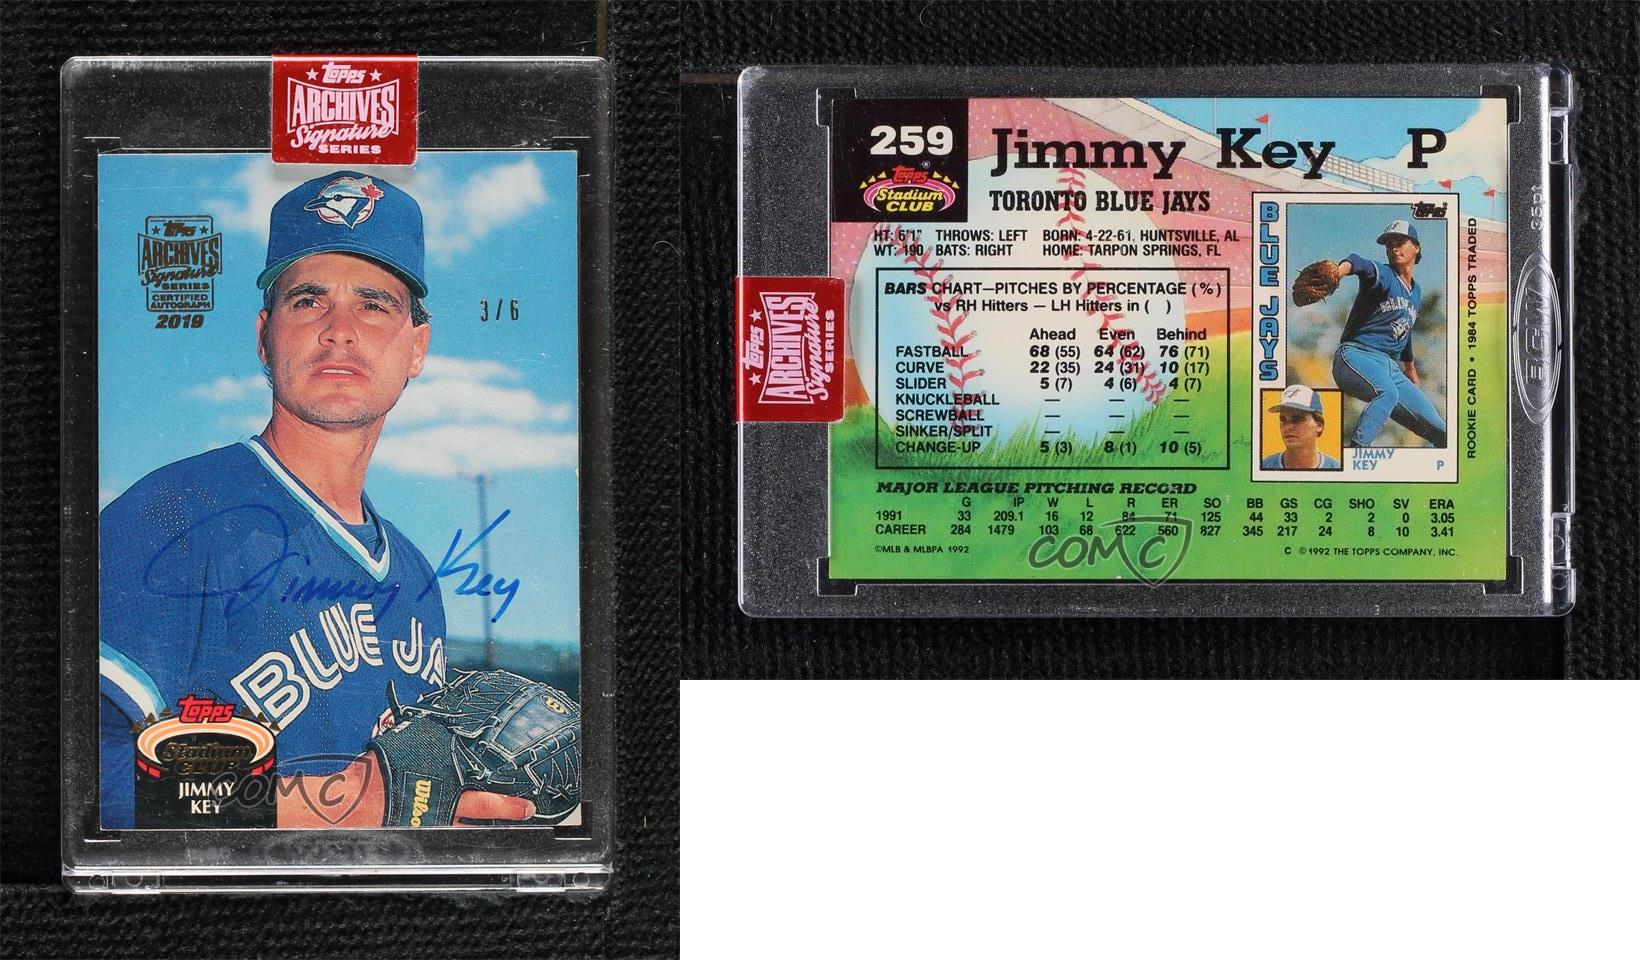 ★ Topps ★
ARCHIVES
Signature
SERIES
Topps
ARCHIVES
Signature
SERIES
CERTIFIED
AUTOGRAPH
2019
3/6
Jimmy Key
BLUE JA
Topps
Stadium
CLUB
JIMMY
KEY
Wilso
COMC
259
Topps®
Stadium
CLUB
Jimmy Key P
TORONTO BLUE JAYS
HT: 6'1" THROWS: LEFT BORN: 4-22-61, HUNTSVILLE, AL
WT: 190 BATS: RIGHT HOME: TARPON SPRINGS, FL
BARS CHART—PITCHES BY PERCENTAGE (%)
vs RH Hitters — LH Hitters in ( )
Ahead Even Behind
FASTBALL 68 (55) 64 (62) 76 (71)
CURVE 22 (35) 24 (31) 10 (17)
SLIDER 5 (7) 4 (6) 4 (7)
KNUCKLEBALL — — —
SCREWBALL — — —
SINKER/SPLIT — — —
CHANGE-UP 5 (3) 8 (1) 10 (5)
BLUE JAYS
Topps
JIMMY
KEY P
ROOKIE CARD • 1984 TOPPS TRADED
MAJOR LEAGUE PITCHING RECORD
G IP W L R ER SO BB GS CG SHO SV ERA
1991 33 209.1 16 12 84 71 125 44 33 2 2 0 3.05
CAREER 284 1479 103 68 622 560 827 345 217 24 8 10 3.41
©MLB & MLBPA 1992
C © 1992 THE TOPPS COMPANY, INC.
COMC
★ Topps ★
ARCHIVES
Signature
SERIES
35pt
BCW